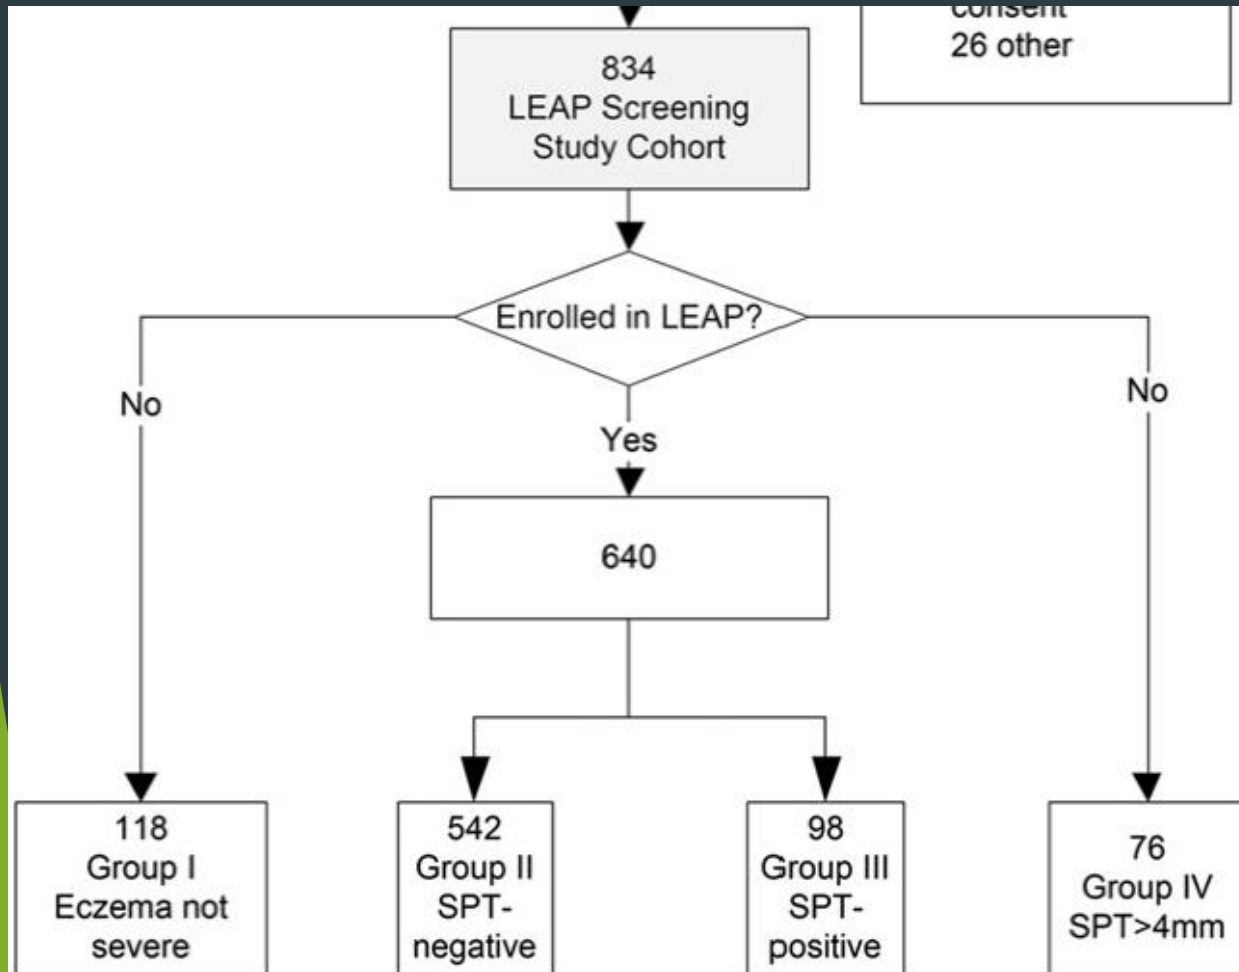 consent
26 other
834
LEAP Screening
Study Cohort
Enrolled in LEAP?
No
No
Yes
640
118
Group I
Eczema not
severe
542
Group II
SPT-
negative
98
Group III
SPT-
positive
76
Group IV
SPT>4mm